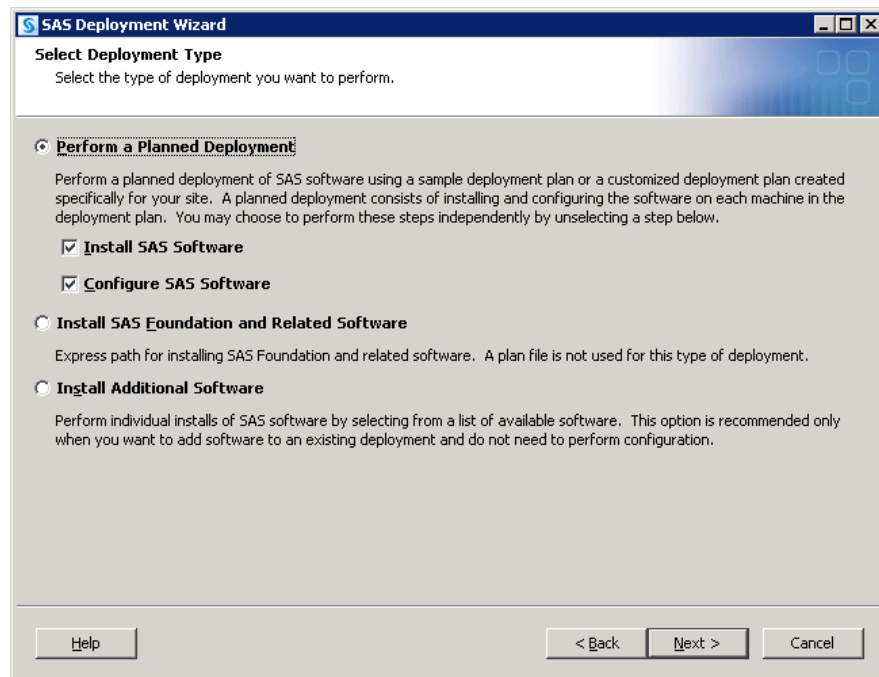 SAS Deployment Wizard
Select Deployment Type
Select the type of deployment you want to perform.
Perform a Planned Deployment
Perform a planned deployment of SAS software using a sample deployment plan or a customized deployment plan created
specifically for your site. A planned deployment consists of installing and configuring the software on each machine in the
deployment plan. You may choose to perform these steps independently by unselecting a step below.
Install SAS Software
Configure SAS Software
Install SAS Foundation and Related Software
Express path for installing SAS Foundation and related software. A plan file is not used for this type of deployment.
Install Additional Software
Perform individual installs of SAS software by selecting from a list of available software. This option is recommended only
when you want to add software to an existing deployment and do not need to perform configuration.
Help
< Back
Next >
Cancel